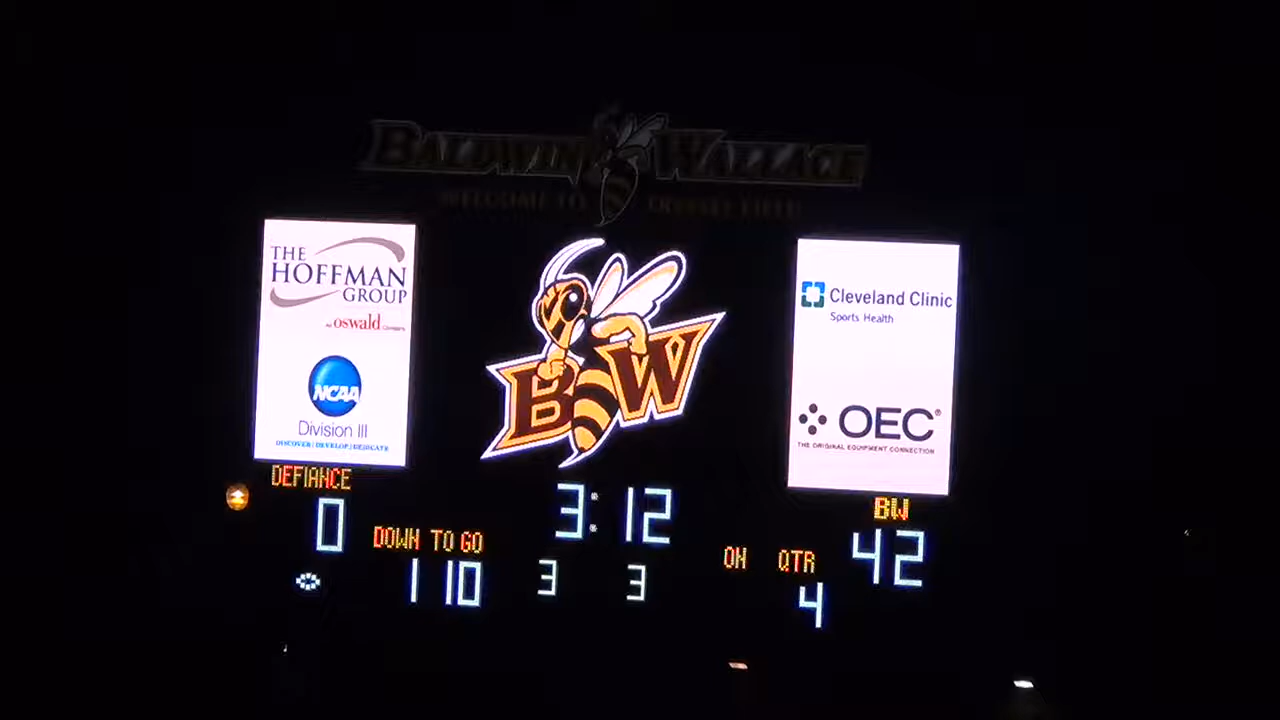 BALDWIN WALLACE
WELCOME TO
THE
HOFFMAN
GROUP
oswald
NCAA
Division III
DISCOVER | DEVELOP | DEDICATE
BW
Cleveland Clinic
Sports Health
OEC®
THE ORIGINAL EQUIPMENT CONNECTION
DEFIANCE
0
DOWN TO GO
1 10
3:12
3 3
ON QTR
4
BW
42